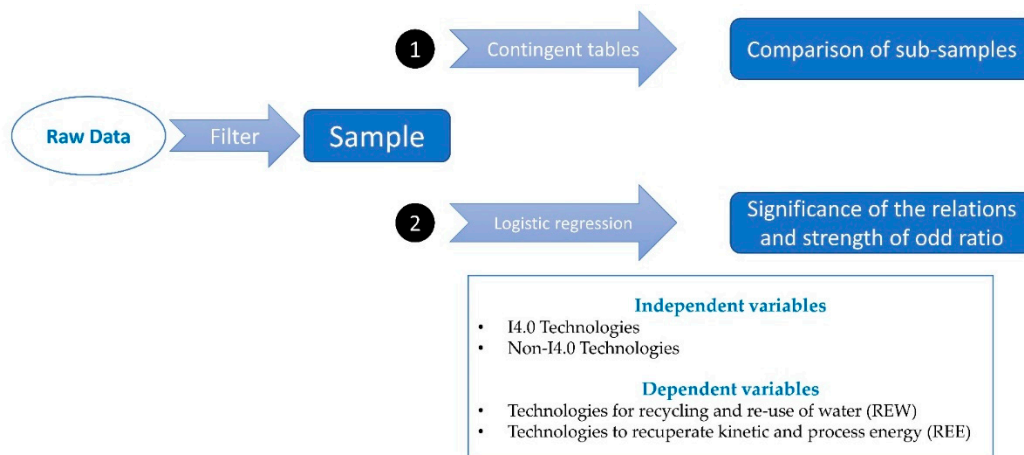 1
Contingent tables
Comparison of sub-samples
Raw Data
Filter
Sample
2
Logistic regression
Significance of the relations
and strength of odd ratio
Independent variables
• I4.0 Technologies
• Non-I4.0 Technologies
Dependent variables
• Technologies for recycling and re-use of water (REW)
• Technologies to recuperate kinetic and process energy (REE)